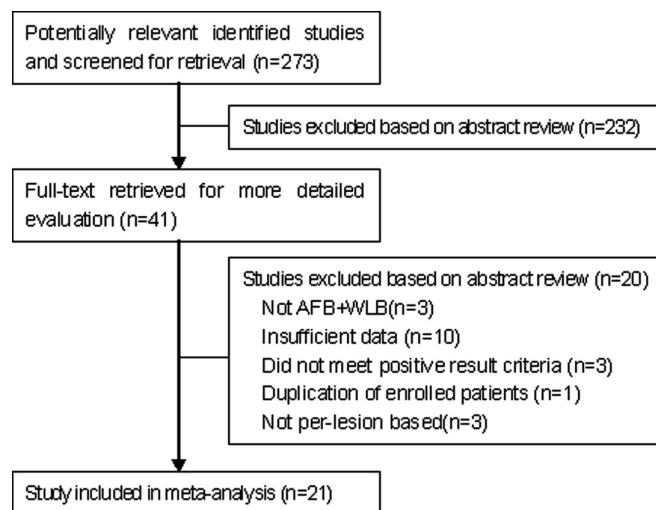 Potentially relevant identified studies
and screened for retrieval (n=273)
Studies excluded based on abstract review (n=232)
Full-text retrieved for more detailed
evaluation (n=41)
Studies excluded based on abstract review (n=20)
Not AFB+WLB(n=3)
Insufficient data (n=10)
Did not meet positive result criteria (n=3)
Duplication of enrolled patients (n=1)
Not per-lesion based(n=3)
Study included in meta-analysis (n=21)